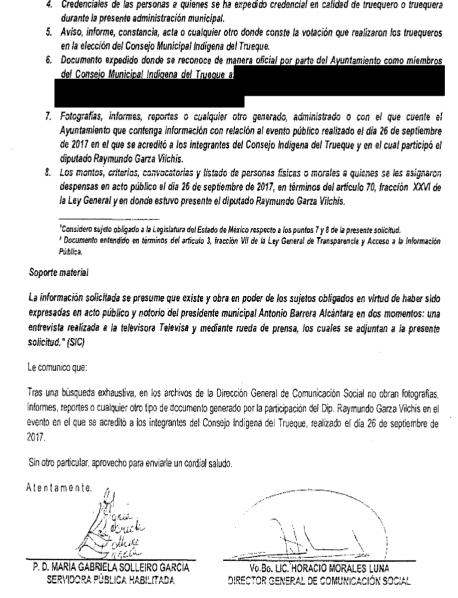 4. Credenciales de las personas a quienes se ha expedido credencial en calidad de truequero o truequera
durante la presente administración municipal.
5. Aviso, informe, constancia, acta o cualquier otro donde conste la votación que realizaron los truequeros
en la elección del Consejo Municipal Indígena del Trueque.
6. Documento expedido donde se reconoce de manera oficial por parte del Ayuntamiento como miembros
del Consejo Municipal Indígena del Trueque a:
7. Fotografías, informes, reportes o cualquier otro generado, administrado o con el que cuente el
Ayuntamiento que contenga información con relación al evento público realizado el día 26 de septiembre
de 2017 en el que se acreditó a los integrantes del Consejo Indígena del Trueque y en el cual participó el
diputado Raymundo Garza Vilchis.
8. Los montos, criterios, convocatorias y listado de personas físicas o morales a quienes se les asignaron
despensas en acto público el día 26 de septiembre de 2017, en términos del artículo 70, fracción XXVI de
la Ley General y en donde estuvo presente el diputado Raymundo Garza Vilchis.
¹Considero sujeto obligado a la Legislatura del Estado de México respecto a los puntos 7 y 8 de la presente solicitud.
² Documento entendido en términos del artículo 3, fracción VII de la Ley General de Transparencia y Acceso a la Información
Pública.
Soporte material
La información solicitada se presume que existe y obra en poder de los sujetos obligados en virtud de haber sido
expresadas en acto público y notorio del presidente municipal Antonio Barrera Alcántara en dos momentos: una
entrevista realizada a la televisora Televisa y mediante rueda de prensa, los cuales se adjuntan a la presente
solicitud." (SIC)
Le comunico que:
Tras una búsqueda exhaustiva, en los archivos de la Dirección General de Comunicación Social no obran fotografías,
informes, reportes o cualquier otro tipo de documento generado por la participación del Dip. Raymundo Garza Vilchis en el
evento en el que se acreditó a los integrantes del Consejo Indígena del Trueque, realizado el día 26 de septiembre de
2017.
Sin otro particular, aprovecho para enviarle un cordial saludo.
Atentamente.
P. D. MARÍA GABRIELA SOLLEIRO GARCÍA
SERVIDORA PÚBLICA HABILITADA
Vo.Bo. LIC. HORACIO MORALES LUNA
DIRECTOR GENERAL DE COMUNICACIÓN SOCIAL